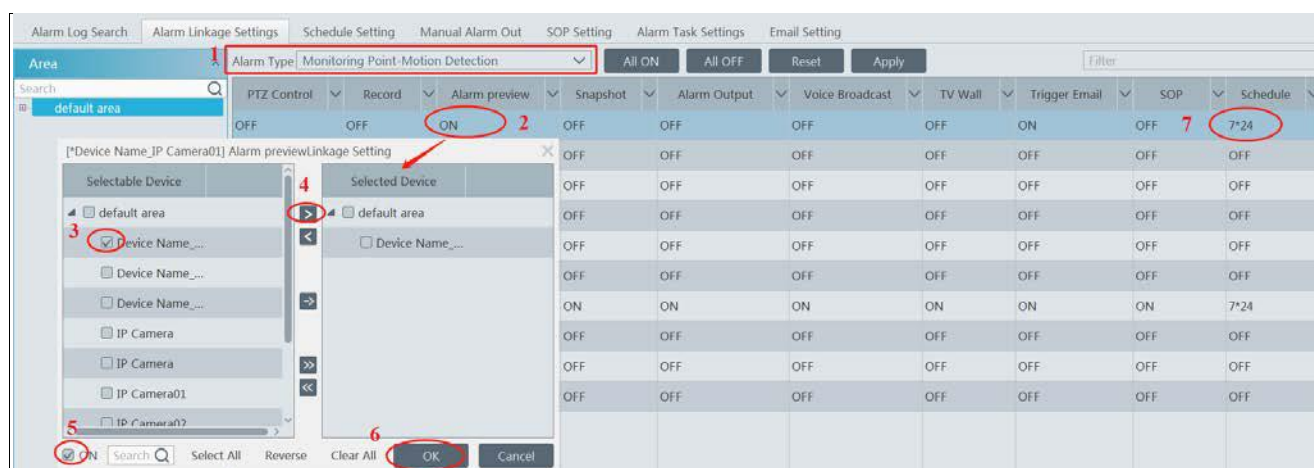 Alarm Log Search Alarm Linkage Settings Schedule Setting Manual Alarm Out SOP Setting Alarm Task Settings Email Setting
Area 1 Alarm Type Monitoring Point-Motion Detection All ON All OFF Reset Apply Filter
Search PTZ Control Record Alarm preview Snapshot Alarm Output Voice Broadcast TV Wall Trigger Email SOP Schedule
default area
OFF OFF ON 2 OFF OFF OFF OFF ON OFF 7 7*24
[*Device Name_IP Camera01] Alarm previewLinkage Setting OFF OFF OFF OFF OFF OFF OFF
Selectable Device 4 Selected Device OFF OFF OFF OFF OFF OFF OFF
default area > default area OFF OFF OFF OFF OFF OFF OFF
3 Device Name_... < Device Name_... OFF OFF OFF OFF OFF OFF OFF
Device Name_... OFF OFF OFF OFF OFF OFF OFF
Device Name_... ON ON ON ON ON ON 7*24
IP Camera OFF OFF OFF OFF OFF OFF OFF
IP Camera >> OFF OFF OFF OFF OFF OFF OFF
IP Camera01 << OFF OFF OFF OFF OFF OFF OFF
IP Camera02
5 6
ON Search Select All Reverse Clear All OK Cancel